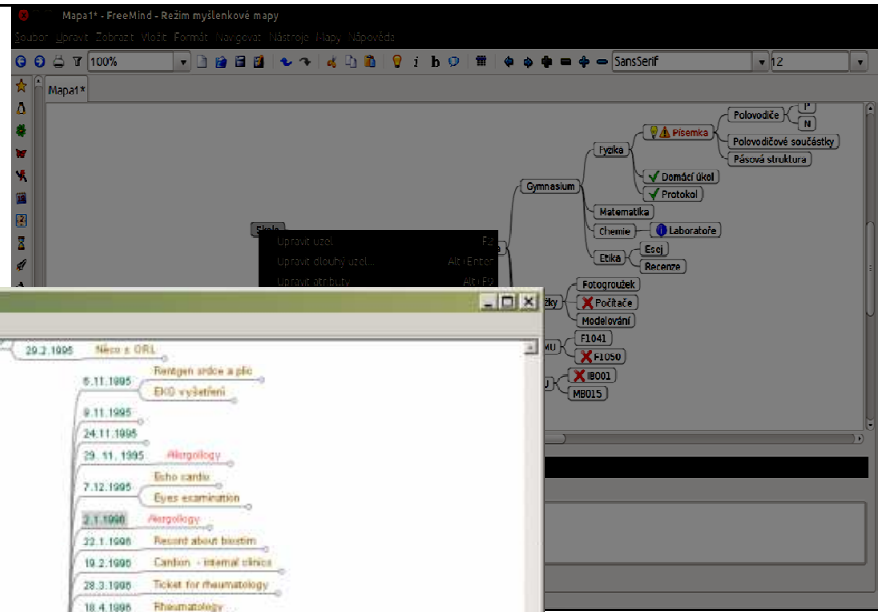 Mapa1* - FreeMind - Režim myšlenkové mapy
Soubor Upravit Zobrazit Vložit Formát Navigovat Nástroje Mapy Nápověda
100%
i b
SansSerif
12
Mapa1*
Polovodiče
P
N
Písemka
Polovodičové součástky
Fyzika
Pásová struktura
Domácí úkol
Gymnasium
Protokol
Matematika
Chemie
Laboratoře
Etika
Esej
Recenze
Upravit uzel F2
Upravit dlouhý uzel... Alt+Enter
Upravit atributy Alt+F9
Fotogroužek
Počítače
Modelování
F1041
F1050
IB001
MB015
29.2.1995 Něco s ORL
6.11.1995
Rentgen srdce a plic
EKG vyšetření
9.11.1995
24.11.1995
29. 11. 1995 Alergollogy
7.12.1995
Echo cardio
Eyes examination
2.1.1996 Alergollogy
22.1.1996 Record about biostim
19.2.1996 Cardion - internal clinics
28.3.1996 Ticket for rheumatology
18.4.1996 Rheumatology